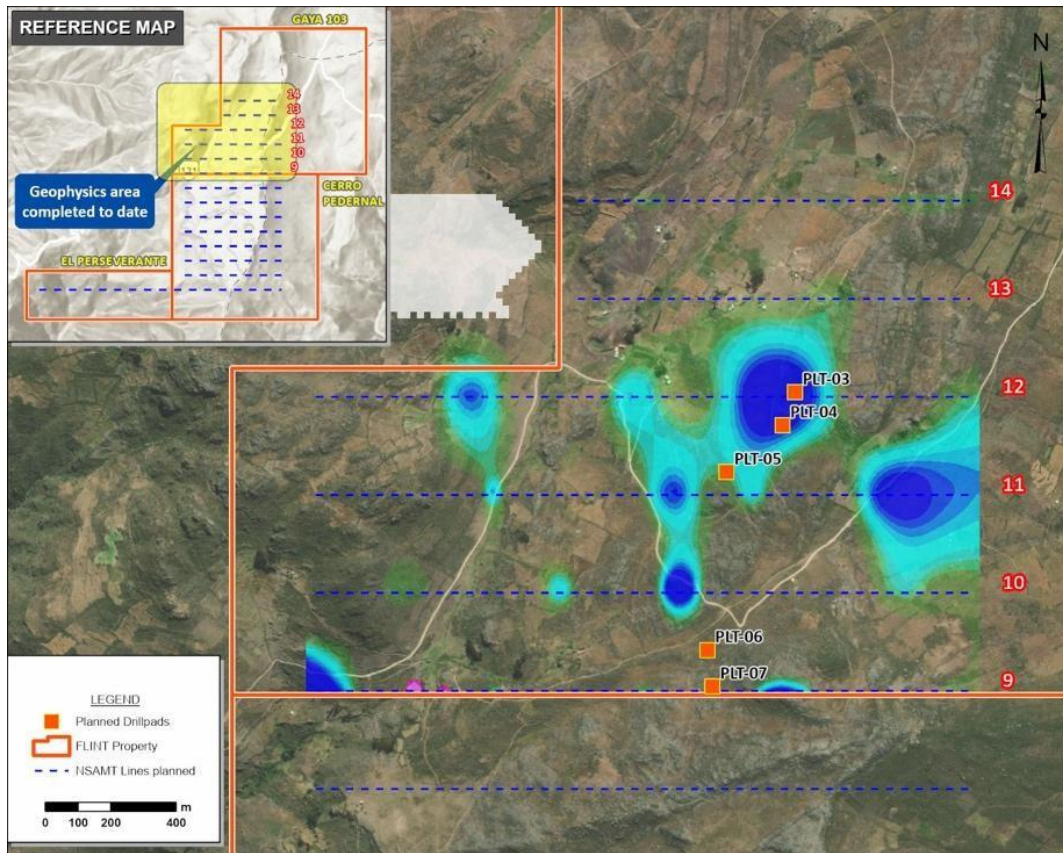 REFERENCE MAP
GAYA 103
14
13
12
11
10
9
Geophysics area
completed to date
CERRO
PEDERNAL
EL PERSEVERANTE
N
14
13
PLT-03
12
PLT-04
PLT-05
11
10
PLT-06
PLT-07
9
LEGEND
Planned Drillpads
FLINT Property
NSAMT Lines planned
0 100 200 400 m